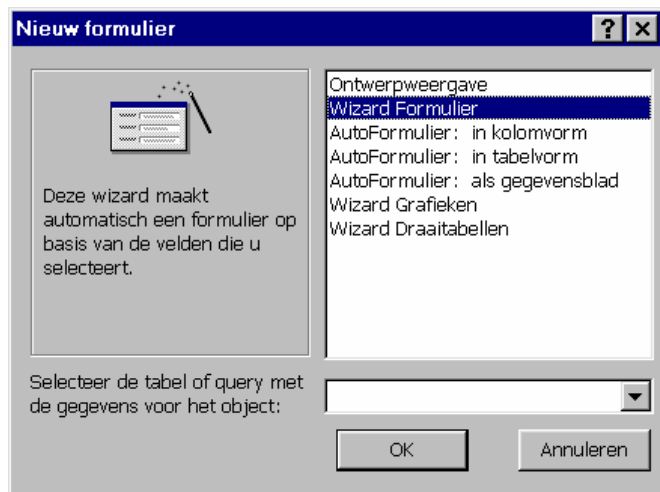 Nieuw formulier
Ontwerpweergave
Wizard Formulier
AutoFormulier: in kolomvorm
AutoFormulier: in tabelvorm
AutoFormulier: als gegevensblad
Wizard Grafieken
Wizard Draaitabellen
Deze wizard maakt
automatisch een formulier op
basis van de velden die u
selecteert.
Selecteer de tabel of query met
de gegevens voor het object:
OK
Annuleren